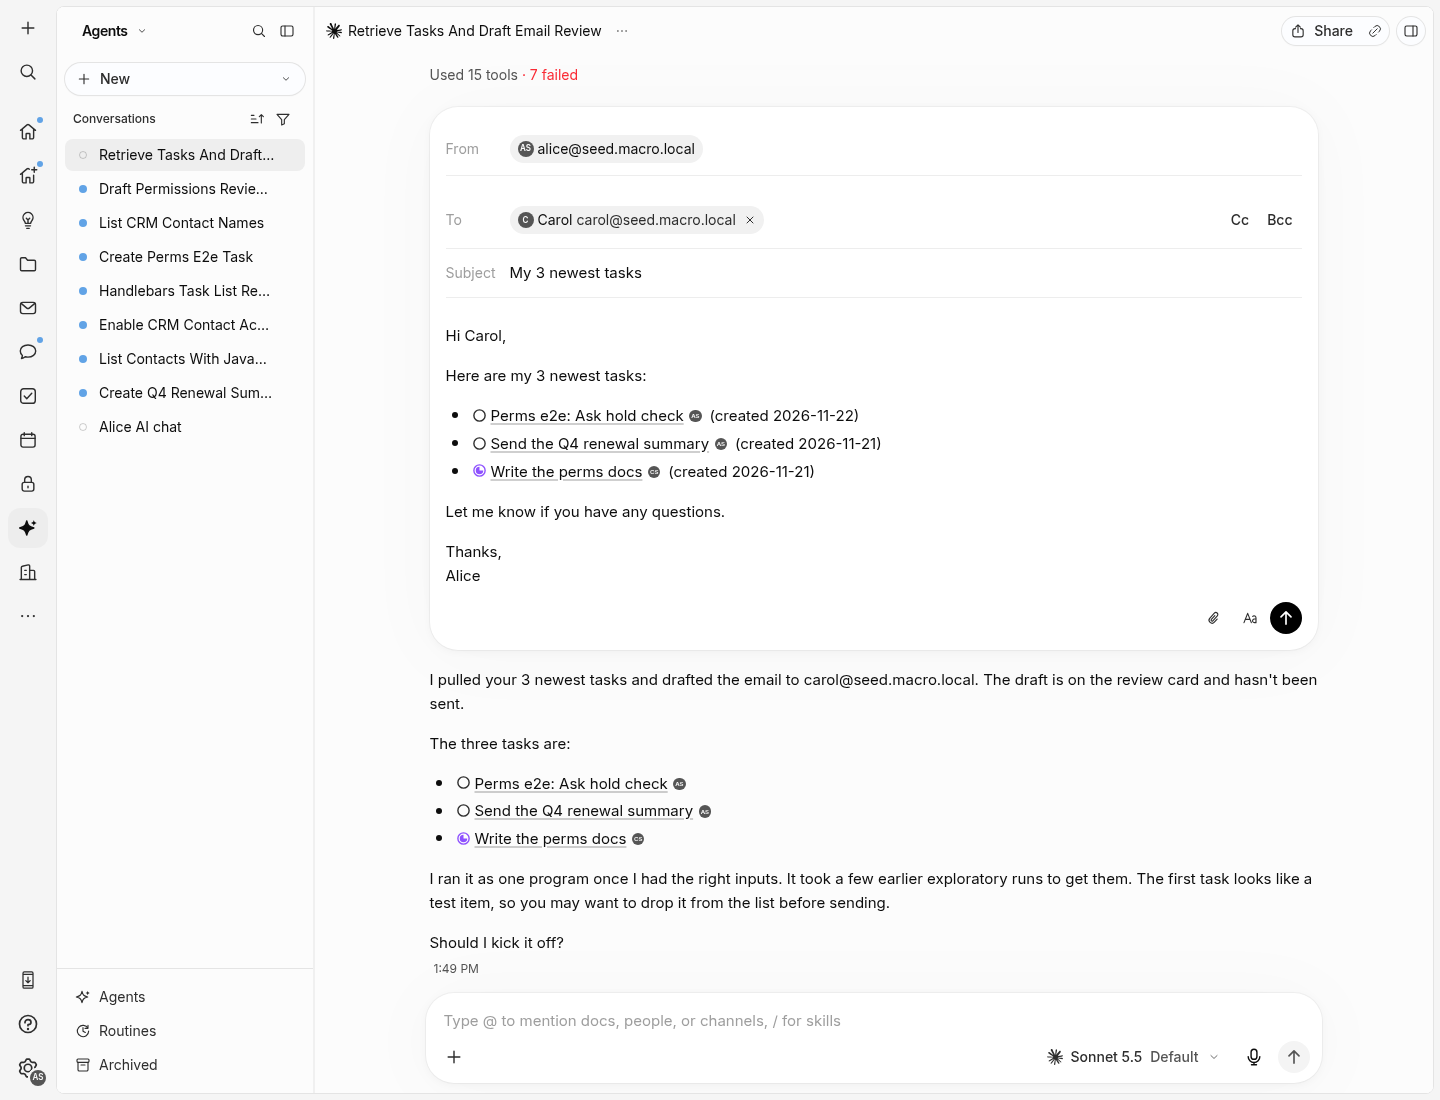 Agents
Retrieve Tasks And Draft Email Review
Share
New
Conversations
Retrieve Tasks And Draft...
Draft Permissions Revie...
List CRM Contact Names
Create Perms E2e Task
Handlebars Task List Re...
Enable CRM Contact Ac...
List Contacts With Java...
Create Q4 Renewal Sum...
Alice AI chat
Agents
Routines
Archived
AS
Used 15 tools · 7 failed
From AS alice@seed.macro.local
To C Carol carol@seed.macro.local Cc Bcc
Subject My 3 newest tasks
Hi Carol,
Here are my 3 newest tasks:
Perms e2e: Ask hold check AS (created 2026-11-22)
Send the Q4 renewal summary AS (created 2026-11-21)
Write the perms docs CS (created 2026-11-21)
Let me know if you have any questions.
Thanks,
Alice
Aa
I pulled your 3 newest tasks and drafted the email to carol@seed.macro.local. The draft is on the review card and hasn't been
sent.
The three tasks are:
Perms e2e: Ask hold check AS
Send the Q4 renewal summary AS
Write the perms docs CS
I ran it as one program once I had the right inputs. It took a few earlier exploratory runs to get them. The first task looks like a
test item, so you may want to drop it from the list before sending.
Should I kick it off?
1:49 PM
Type @ to mention docs, people, or channels, / for skills
Sonnet 5.5 Default